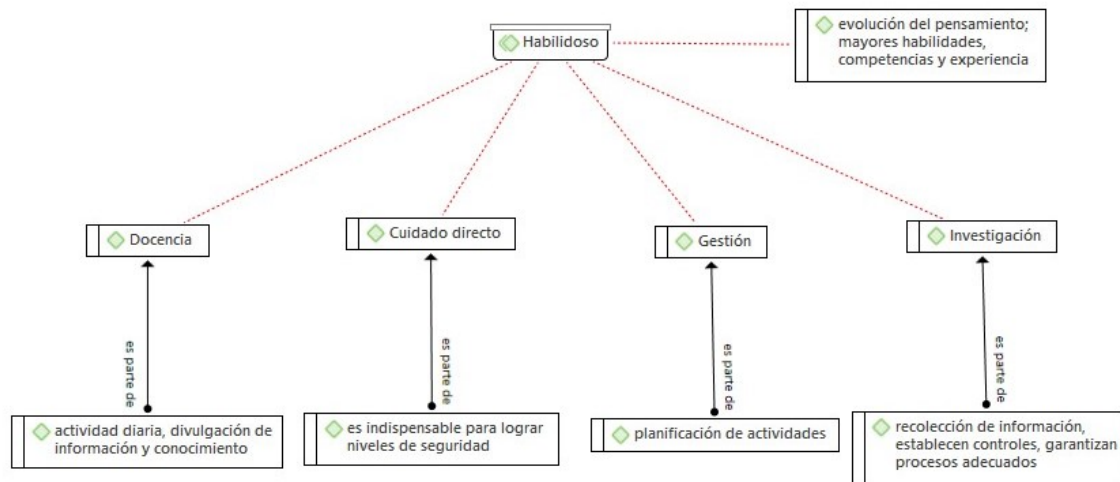 Habilidoso
evolución del pensamiento;
mayores habilidades,
competencias y experiencia
Docencia
Cuidado directo
Gestión
Investigación
es parte de
es parte de
es parte de
es parte de
actividad diaria, divulgación de
información y conocimiento
es indispensable para lograr
niveles de seguridad
planificación de actividades
recolección de información,
establecen controles, garantizan
procesos adecuados